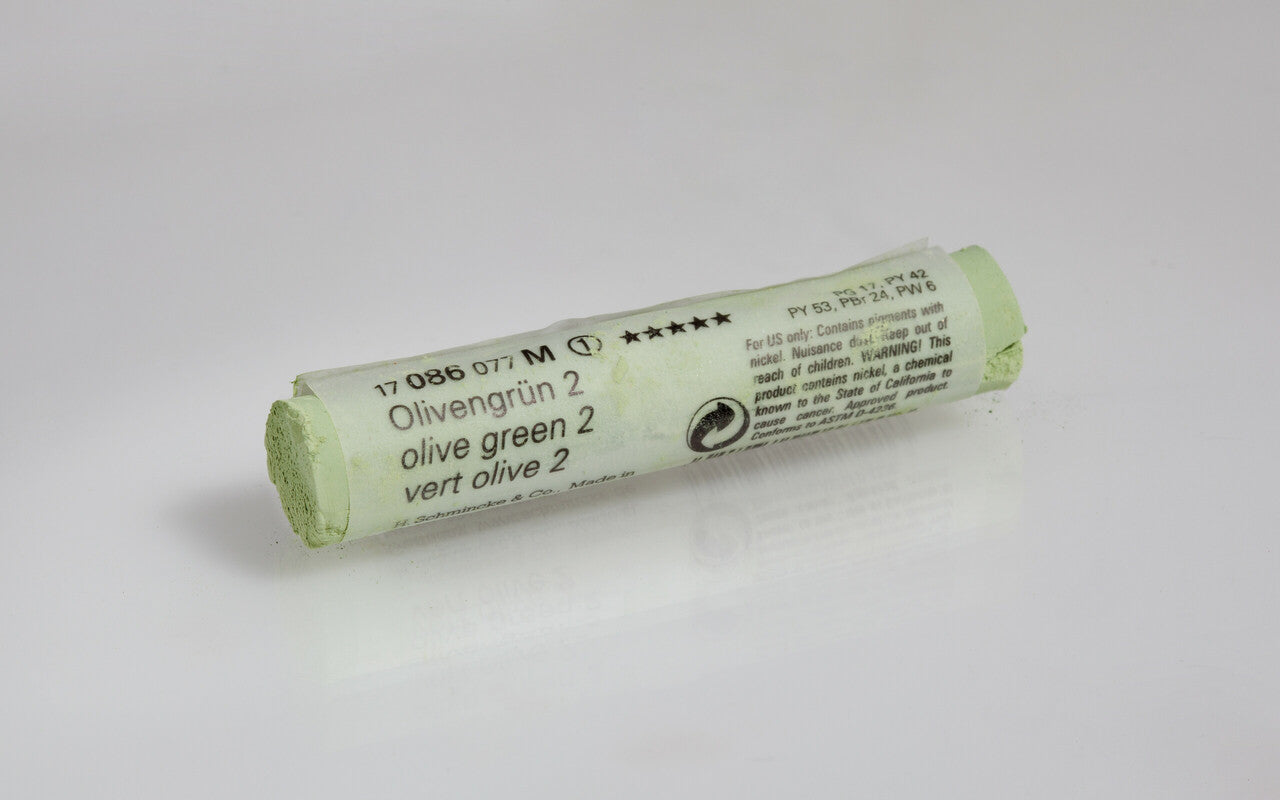 17 086 077 M 1 ★★★★★
Olivengrün 2
olive green 2
vert olive 2
H. Schmincke & Co., Made in
PG 17, PY 42
PY 53, PBr 24, PW 6
For US only: Contains pigments with
nickel. Nuisance dust. Keep out of
reach of children. WARNING! This
product contains nickel, a chemical
known to the State of California to
cause cancer. Approved product.
Conforms to ASTM D-4236.